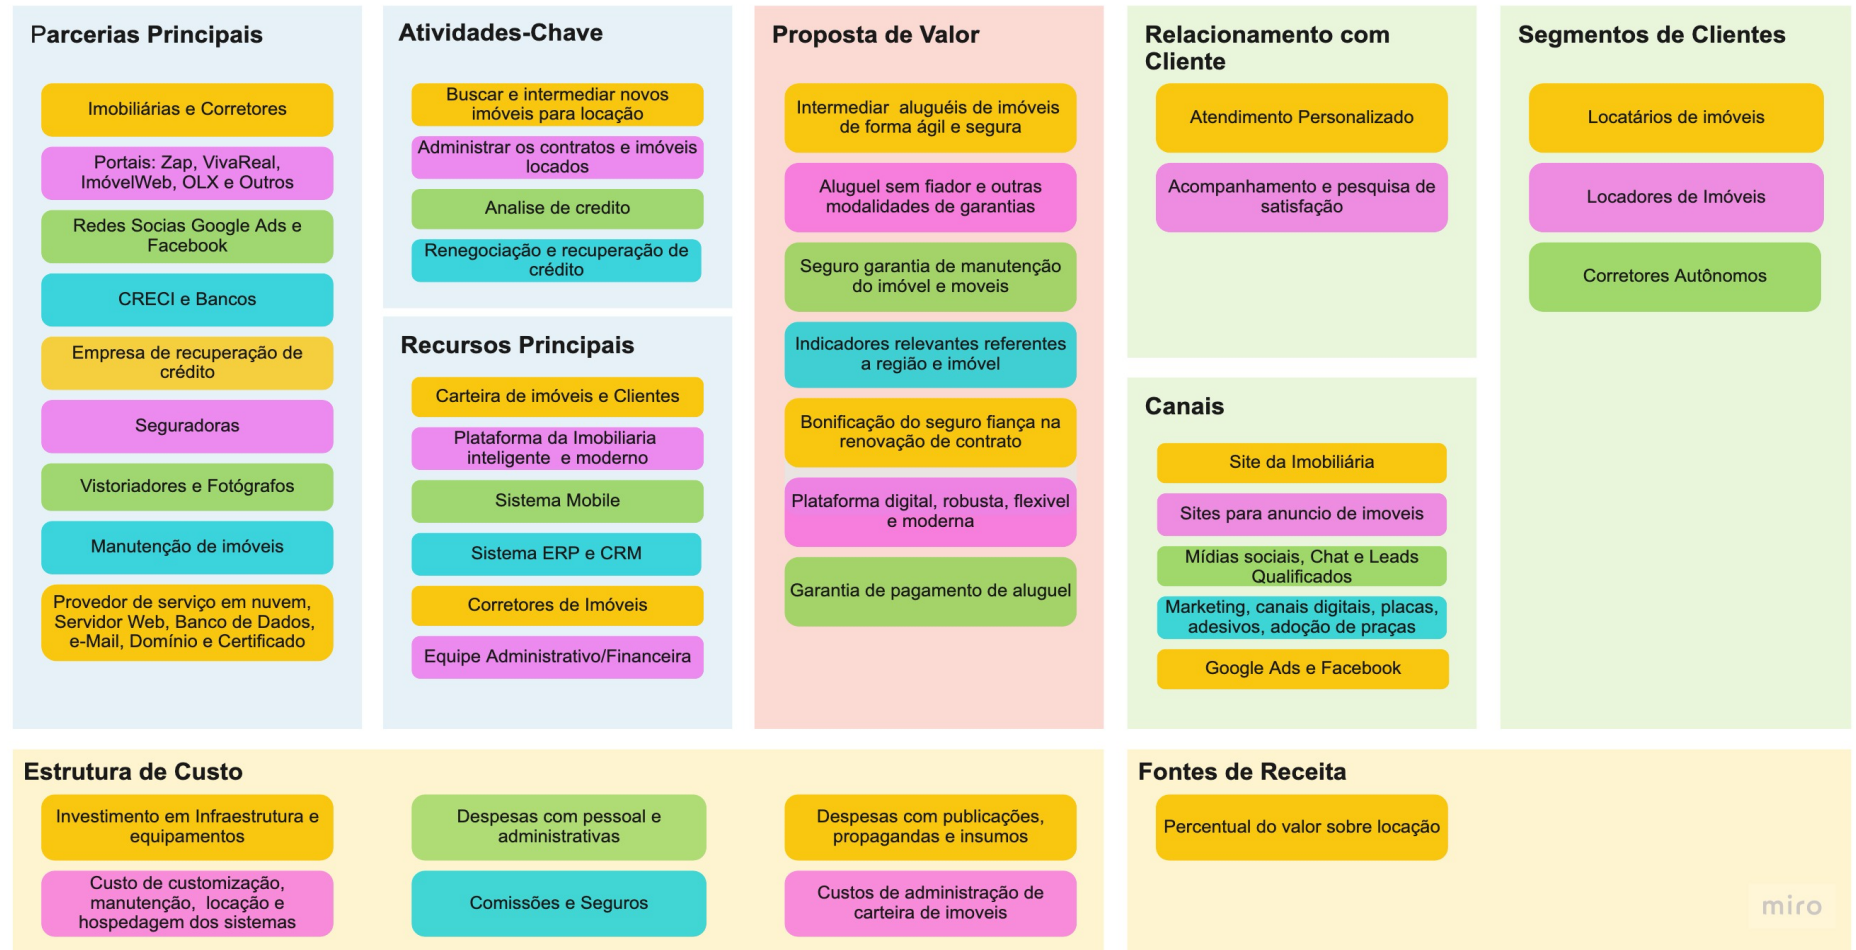 Parcerias Principais
Imobiliárias e Corretores
Portais: Zap, VivaReal,
ImóvelWeb, OLX e Outros
Redes Socias Google Ads e
Facebook
CRECI e Bancos
Empresa de recuperação de
crédito
Seguradoras
Vistoriadores e Fotógrafos
Manutenção de imóveis
Provedor de serviço em nuvem,
Servidor Web, Banco de Dados,
e-Mail, Domínio e Certificado
Atividades-Chave
Buscar e intermediar novos
imóveis para locação
Administrar os contratos e imóveis
locados
Analise de credito
Renegociação e recuperação de
crédito
Recursos Principais
Carteira de imóveis e Clientes
Plataforma da Imobiliaria
inteligente e moderno
Sistema Mobile
Sistema ERP e CRM
Corretores de Imóveis
Equipe Administrativo/Financeira
Proposta de Valor
Intermediar aluguéis de imóveis
de forma ágil e segura
Aluguel sem fiador e outras
modalidades de garantias
Seguro garantia de manutenção
do imóvel e moveis
Indicadores relevantes referentes
a região e imóvel
Bonificação do seguro fiança na
renovação de contrato
Plataforma digital, robusta, flexivel
e moderna
Garantia de pagamento de aluguel
Relacionamento com
Cliente
Atendimento Personalizado
Acompanhamento e pesquisa de
satisfação
Canais
Site da Imobiliária
Sites para anuncio de imoveis
Mídias sociais, Chat e Leads
Qualificados
Marketing, canais digitais, placas,
adesivos, adoção de praças
Google Ads e Facebook
Segmentos de Clientes
Locatários de imóveis
Locadores de Imóveis
Corretores Autônomos
Estrutura de Custo
Investimento em Infraestrutura e
equipamentos
Custo de customização,
manutenção, locação e
hospedagem dos sistemas
Despesas com pessoal e
administrativas
Comissões e Seguros
Despesas com publicações,
propagandas e insumos
Custos de administração de
carteira de imoveis
Fontes de Receita
Percentual do valor sobre locação
miro